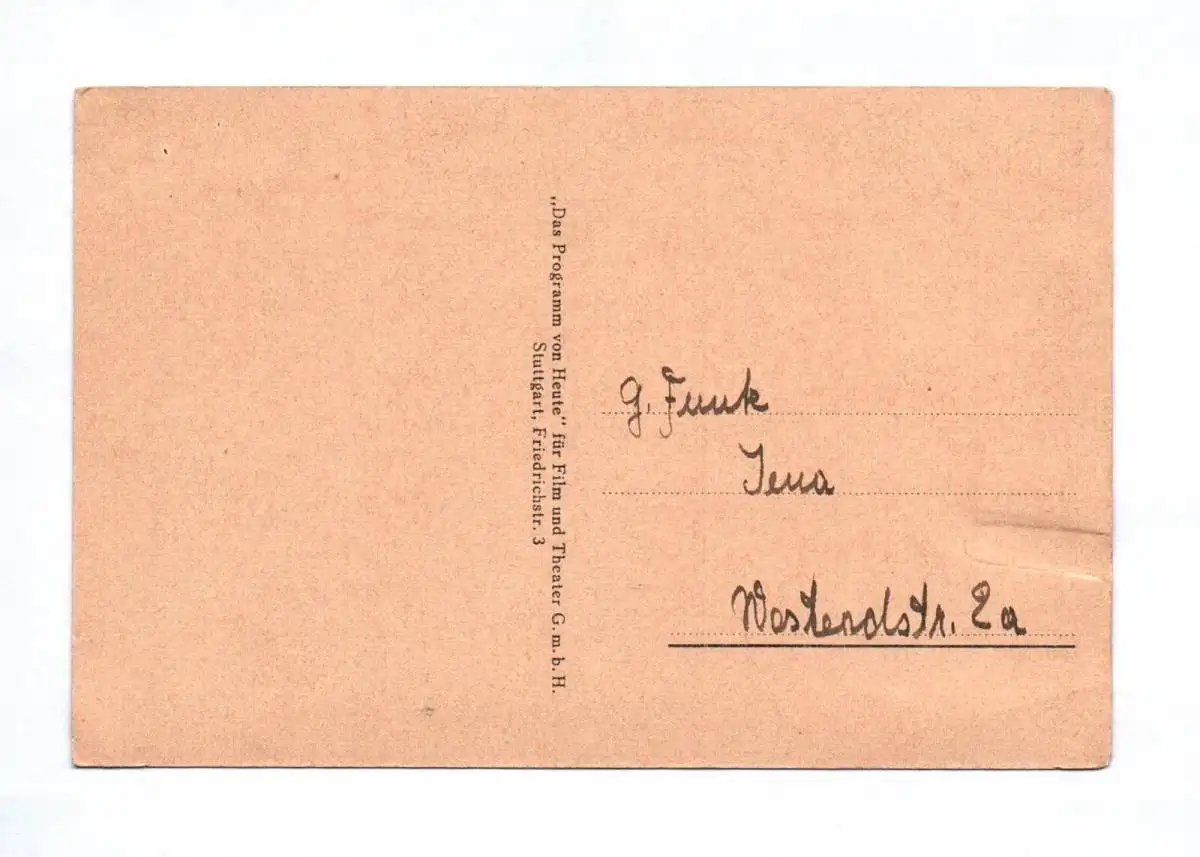 „Das Programm von Heute" für Film und Theater G. m. b. H.
Stuttgart, Friedrichstr. 3
G. Funk
Jena
Westendstr. 2a